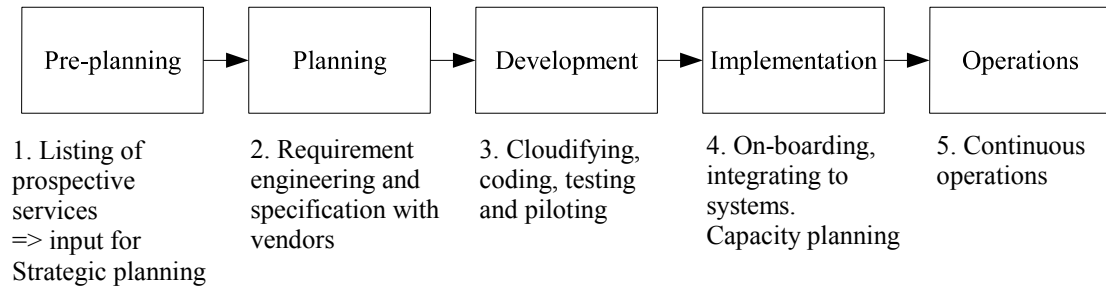 Pre-planning
Planning
Development
Implementation
Operations
1. Listing of
prospective
services
=> input for
Strategic planning
2. Requirement
engineering and
specification with
vendors
3. Cloudifying,
coding, testing
and piloting
4. On-boarding,
integrating to
systems.
Capacity planning
5. Continuous
operations